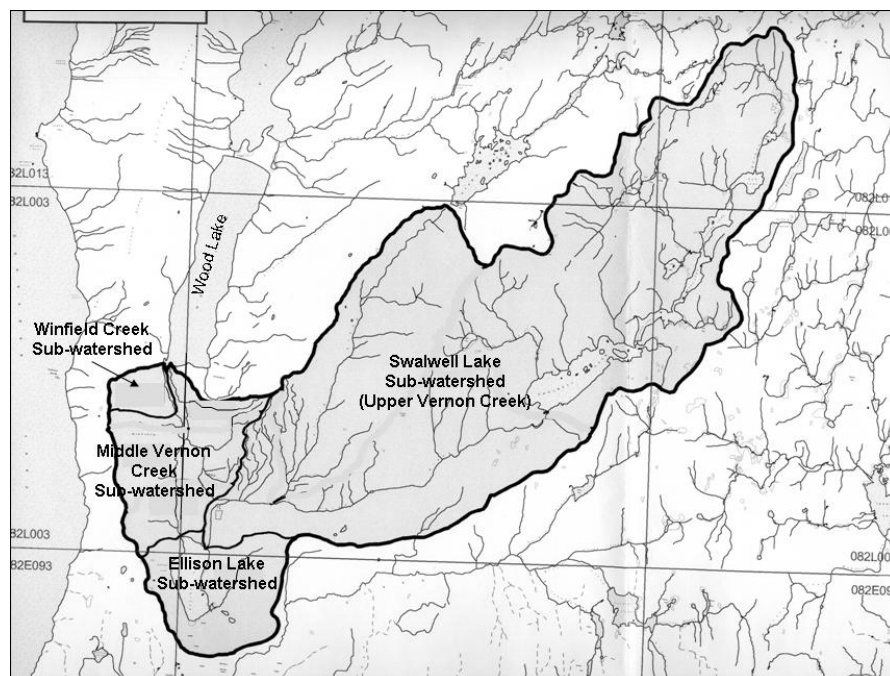 82L013
82L003
082L0
082L0
Wood Lake
Winfield Creek
Sub-watershed
Swalwell Lake
Sub-watershed
(Upper Vernon Creek)
Middle Vernon
Creek
Sub-watershed
82L003
82E093
082L00
082E09
Ellison Lake
Sub-watershed